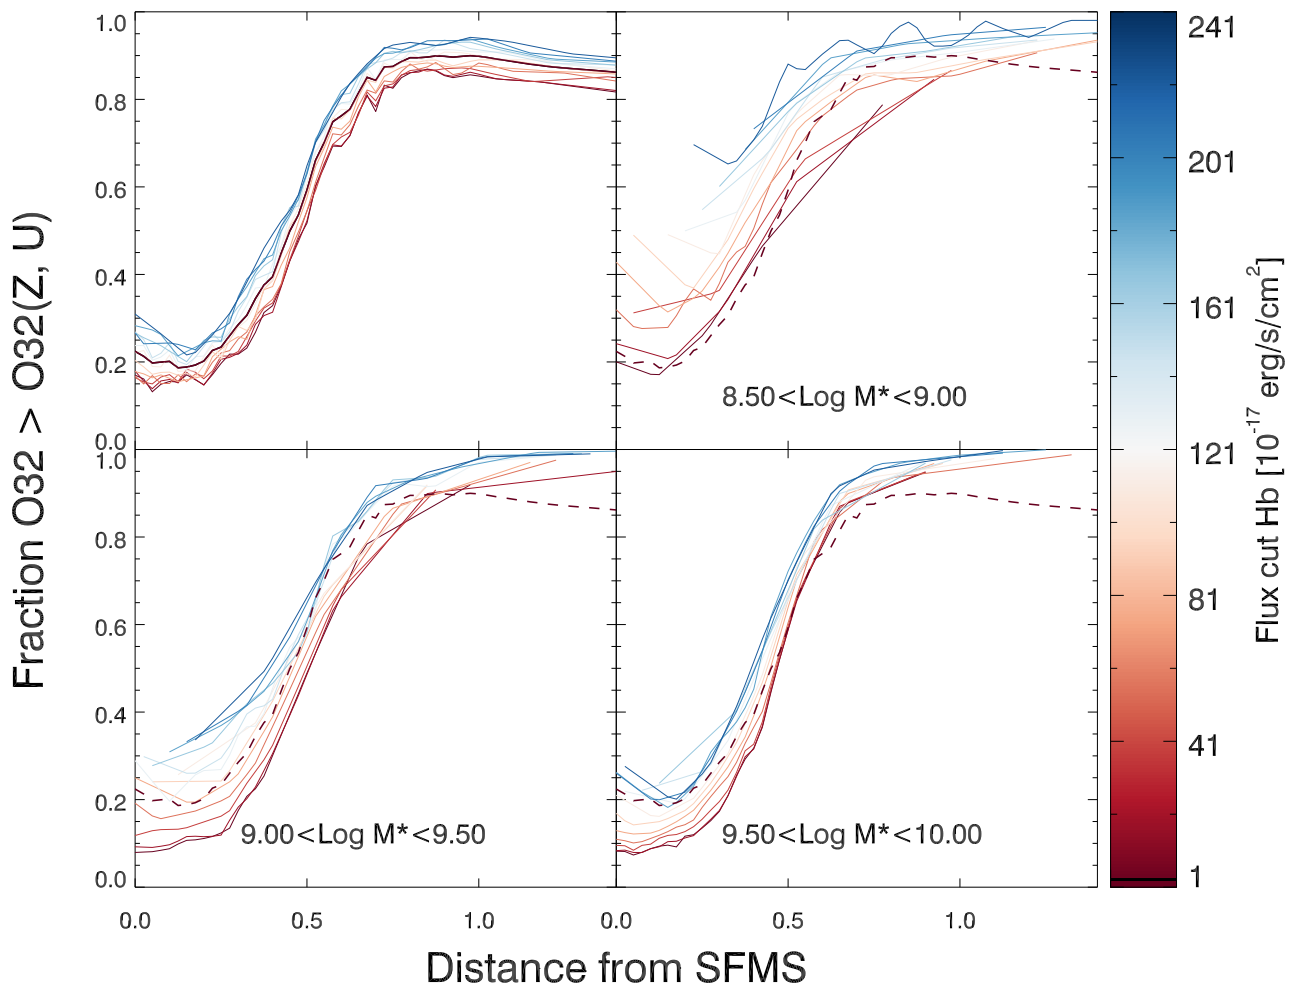 Fraction O32 > O32(Z, U)
1.0
0.8
0.6
0.4
0.2
0.0
8.50<Log M*<9.00
1.0
0.8
0.6
0.4
0.2
0.0
9.00<Log M*<9.50
9.50<Log M*<10.00
0.0 0.5 1.0 0.0 0.5 1.0
Distance from SFMS
241
201
161
121
81
41
1
Flux cut Hb [10⁻¹⁷ erg/s/cm²]